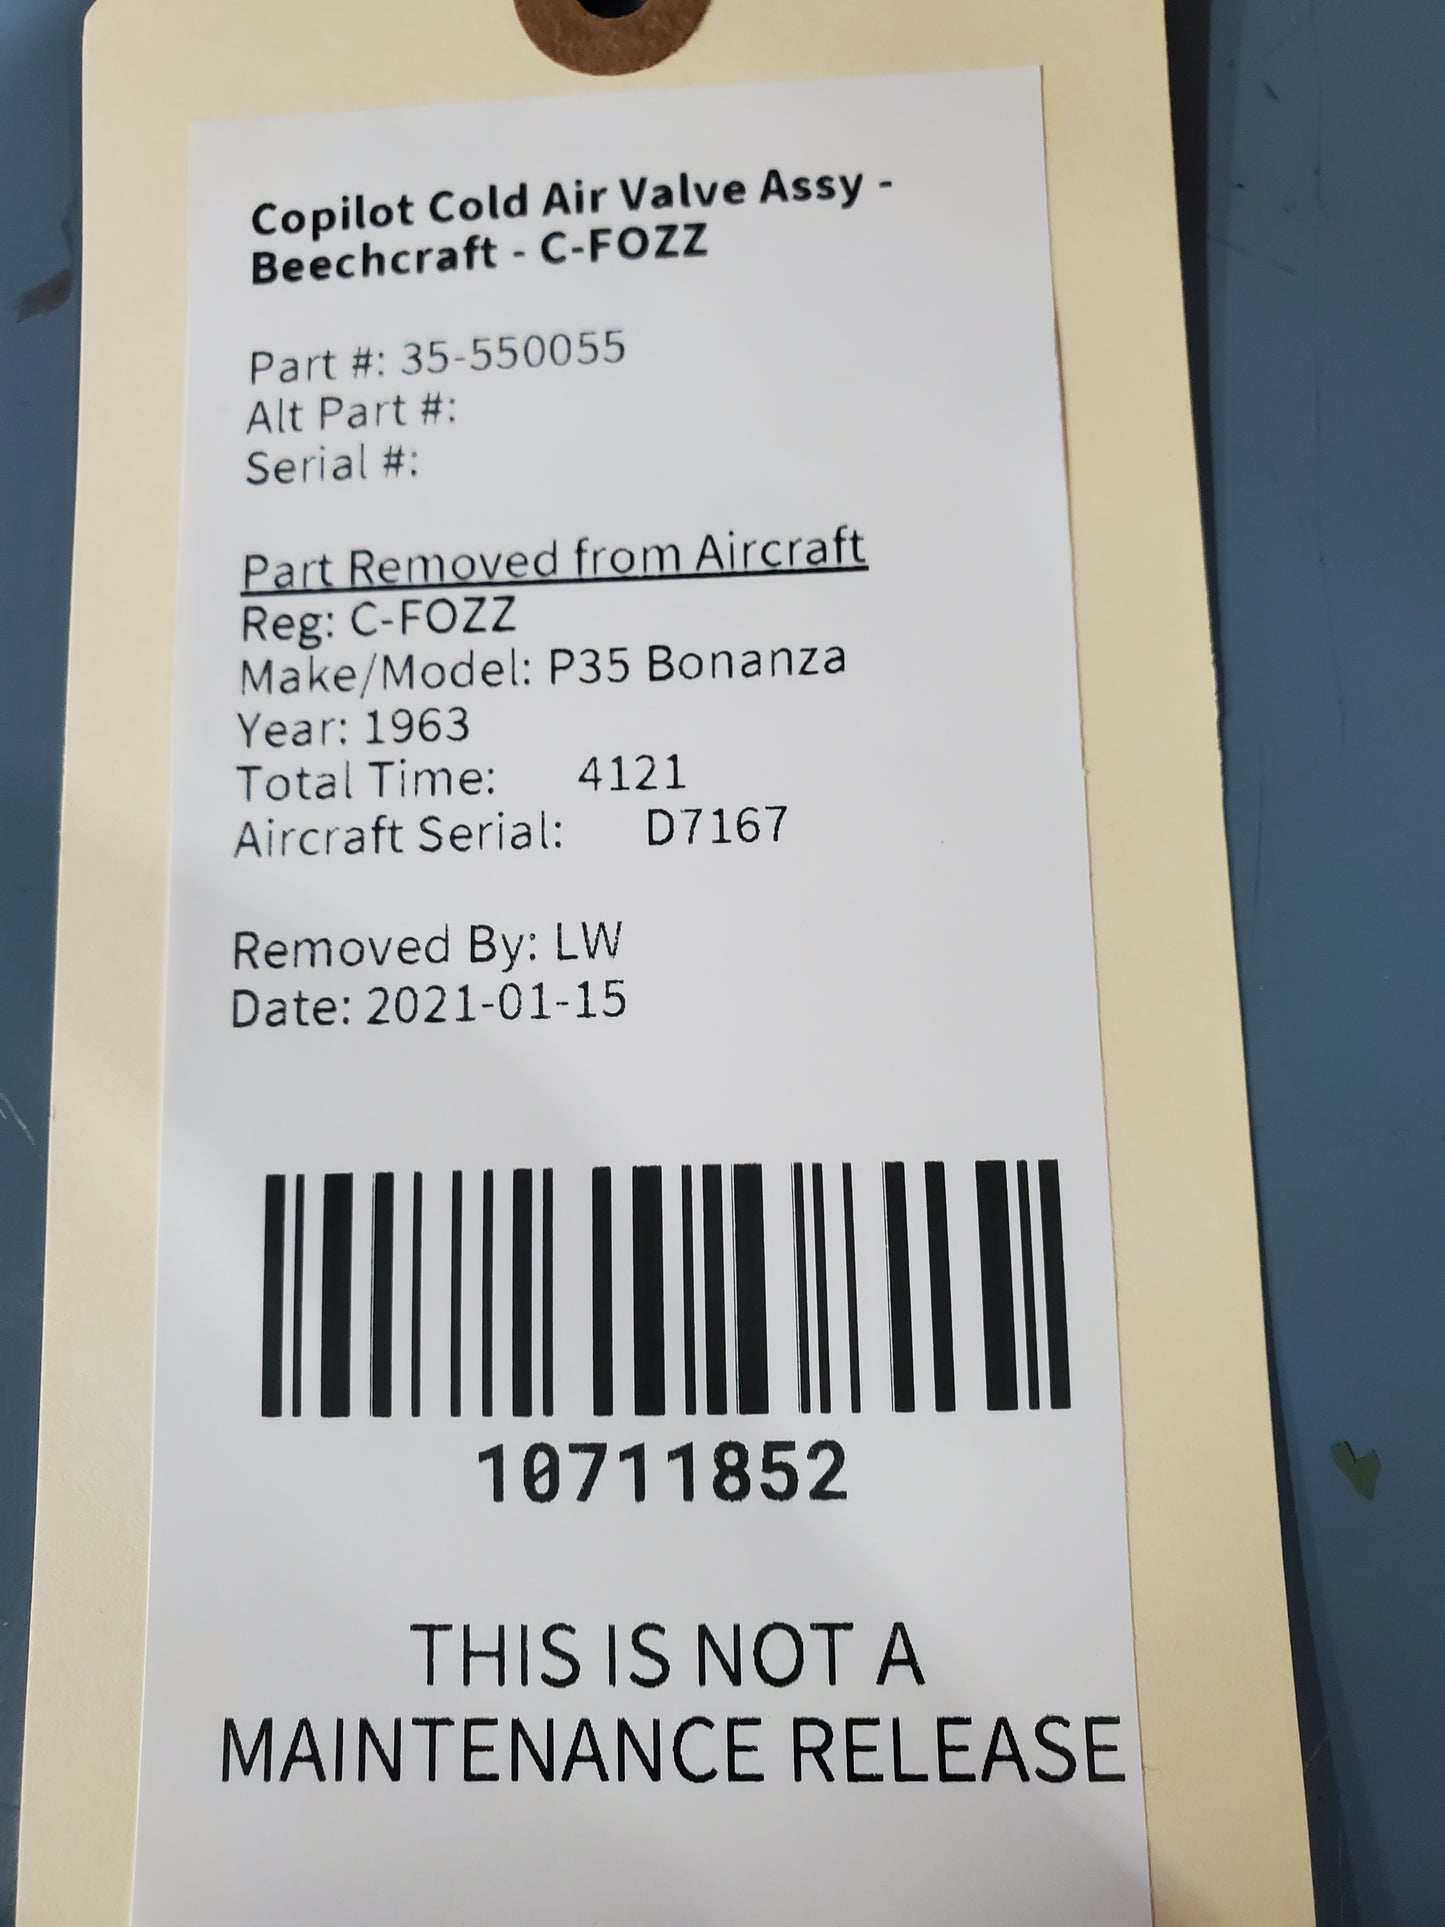 Copilot Cold Air Valve Assy -
Beechcraft - C-FOZZ
Part #: 35-550055
Alt Part #:
Serial #:
Part Removed from Aircraft
Reg: C-FOZZ
Make/Model: P35 Bonanza
Year: 1963
Total Time: 4121
Aircraft Serial: D7167
Removed By: LW
Date: 2021-01-15
10711852
THIS IS NOT A
MAINTENANCE RELEASE